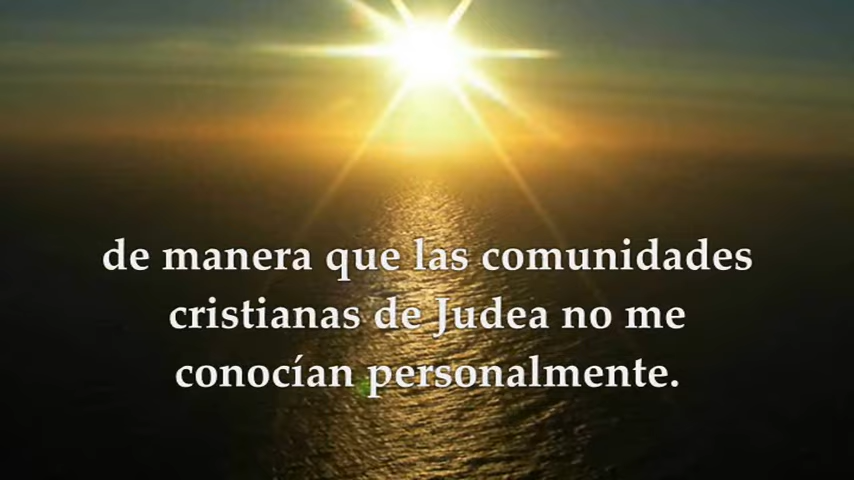 de manera que las comunidades
cristianas de Judea no me
conocían personalmente.